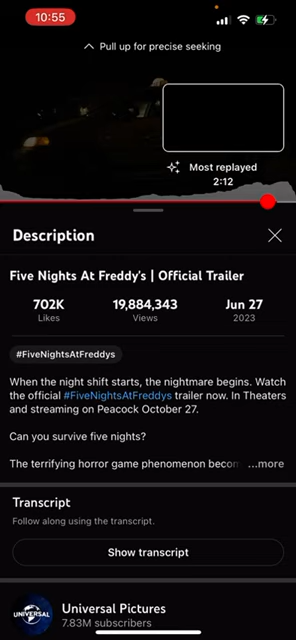 10:55
Pull up for precise seeking
Most replayed
2:12
Description
Five Nights At Freddy's | Official Trailer
702K
19,884,343
Jun 27
Likes
Views
2023
#FiveNightsAtFreddys
When the night shift starts, the nightmare begins. Watch
the official #FiveNightsAtFreddys trailer now. In Theaters
and streaming on Peacock October 27.
Can you survive five nights?
The terrifying horror game phenomenon becon ...more
Transcript
Follow along using the transcript.
Show transcript
UNIVERSAL
Universal Pictures
7.83M subscribers